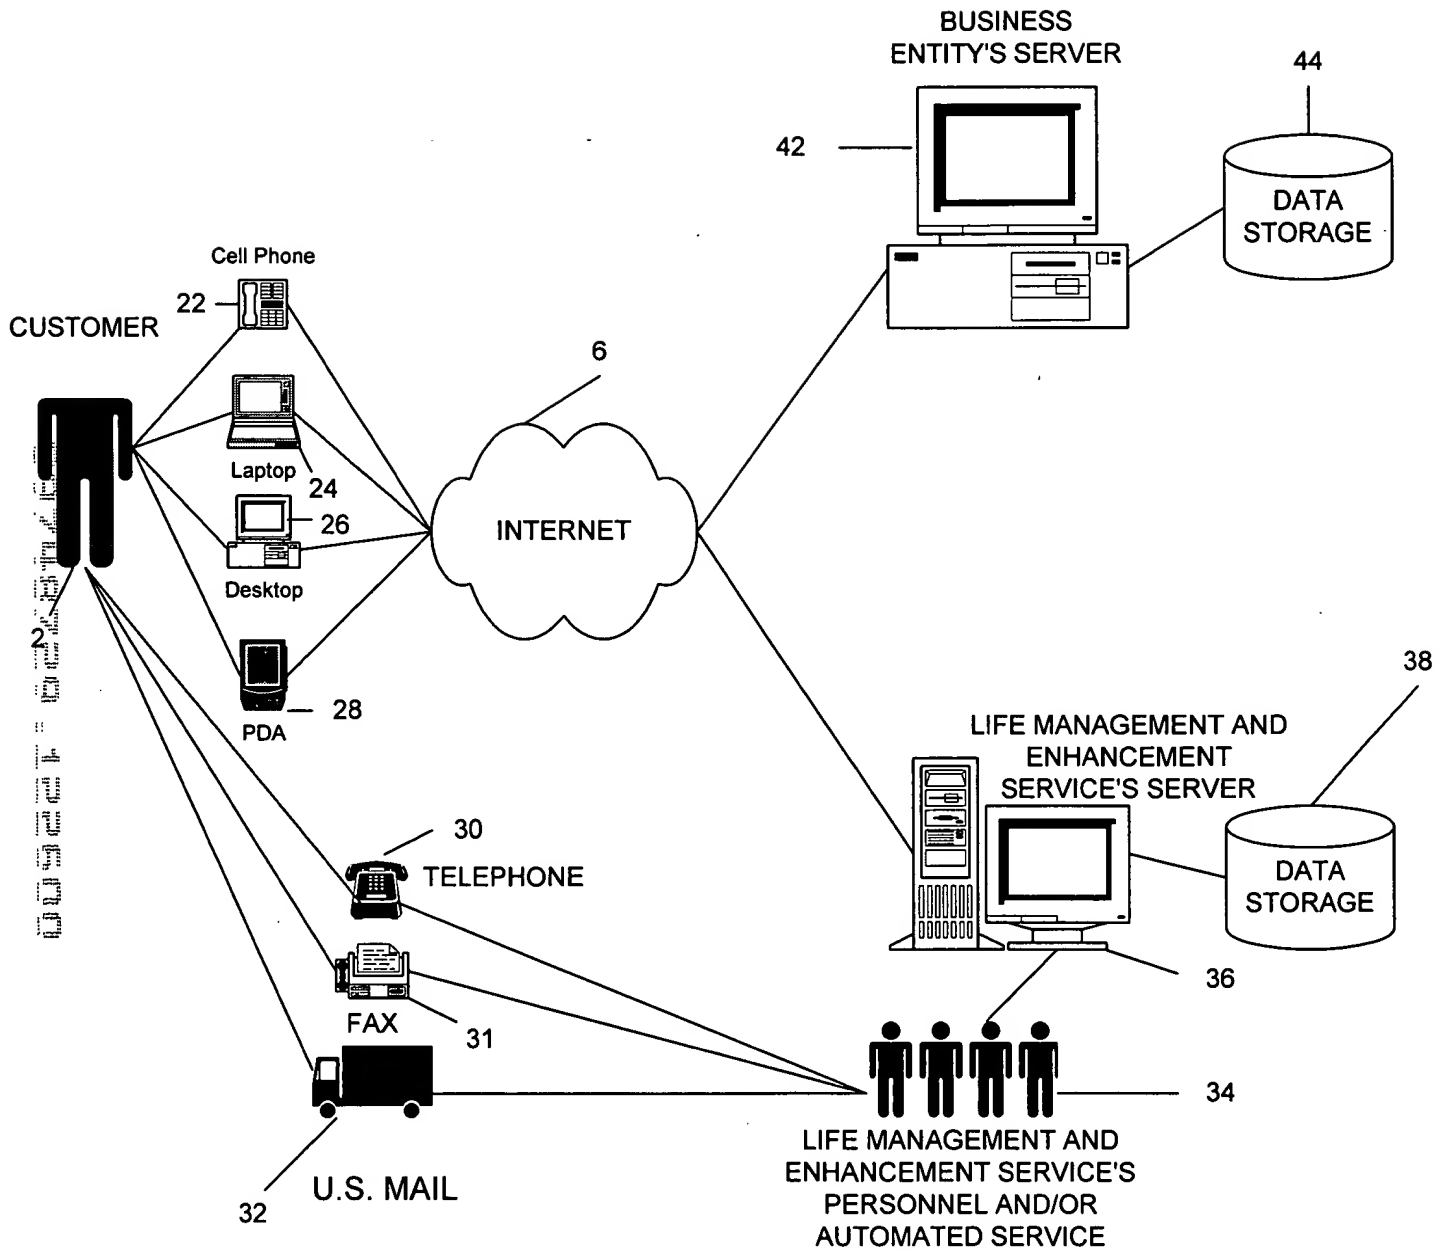 BUSINESS
ENTITY'S SERVER
44
42
DATA
STORAGE
Cell Phone
22
CUSTOMER
6
Laptop
24
INTERNET
26
Desktop
2
28
PDA
38
LIFE MANAGEMENT AND
ENHANCEMENT
SERVICE'S SERVER
30
TELEPHONE
DATA
STORAGE
36
FAX
31
34
LIFE MANAGEMENT AND
ENHANCEMENT SERVICE'S
PERSONNEL AND/OR
AUTOMATED SERVICE
U.S. MAIL
32